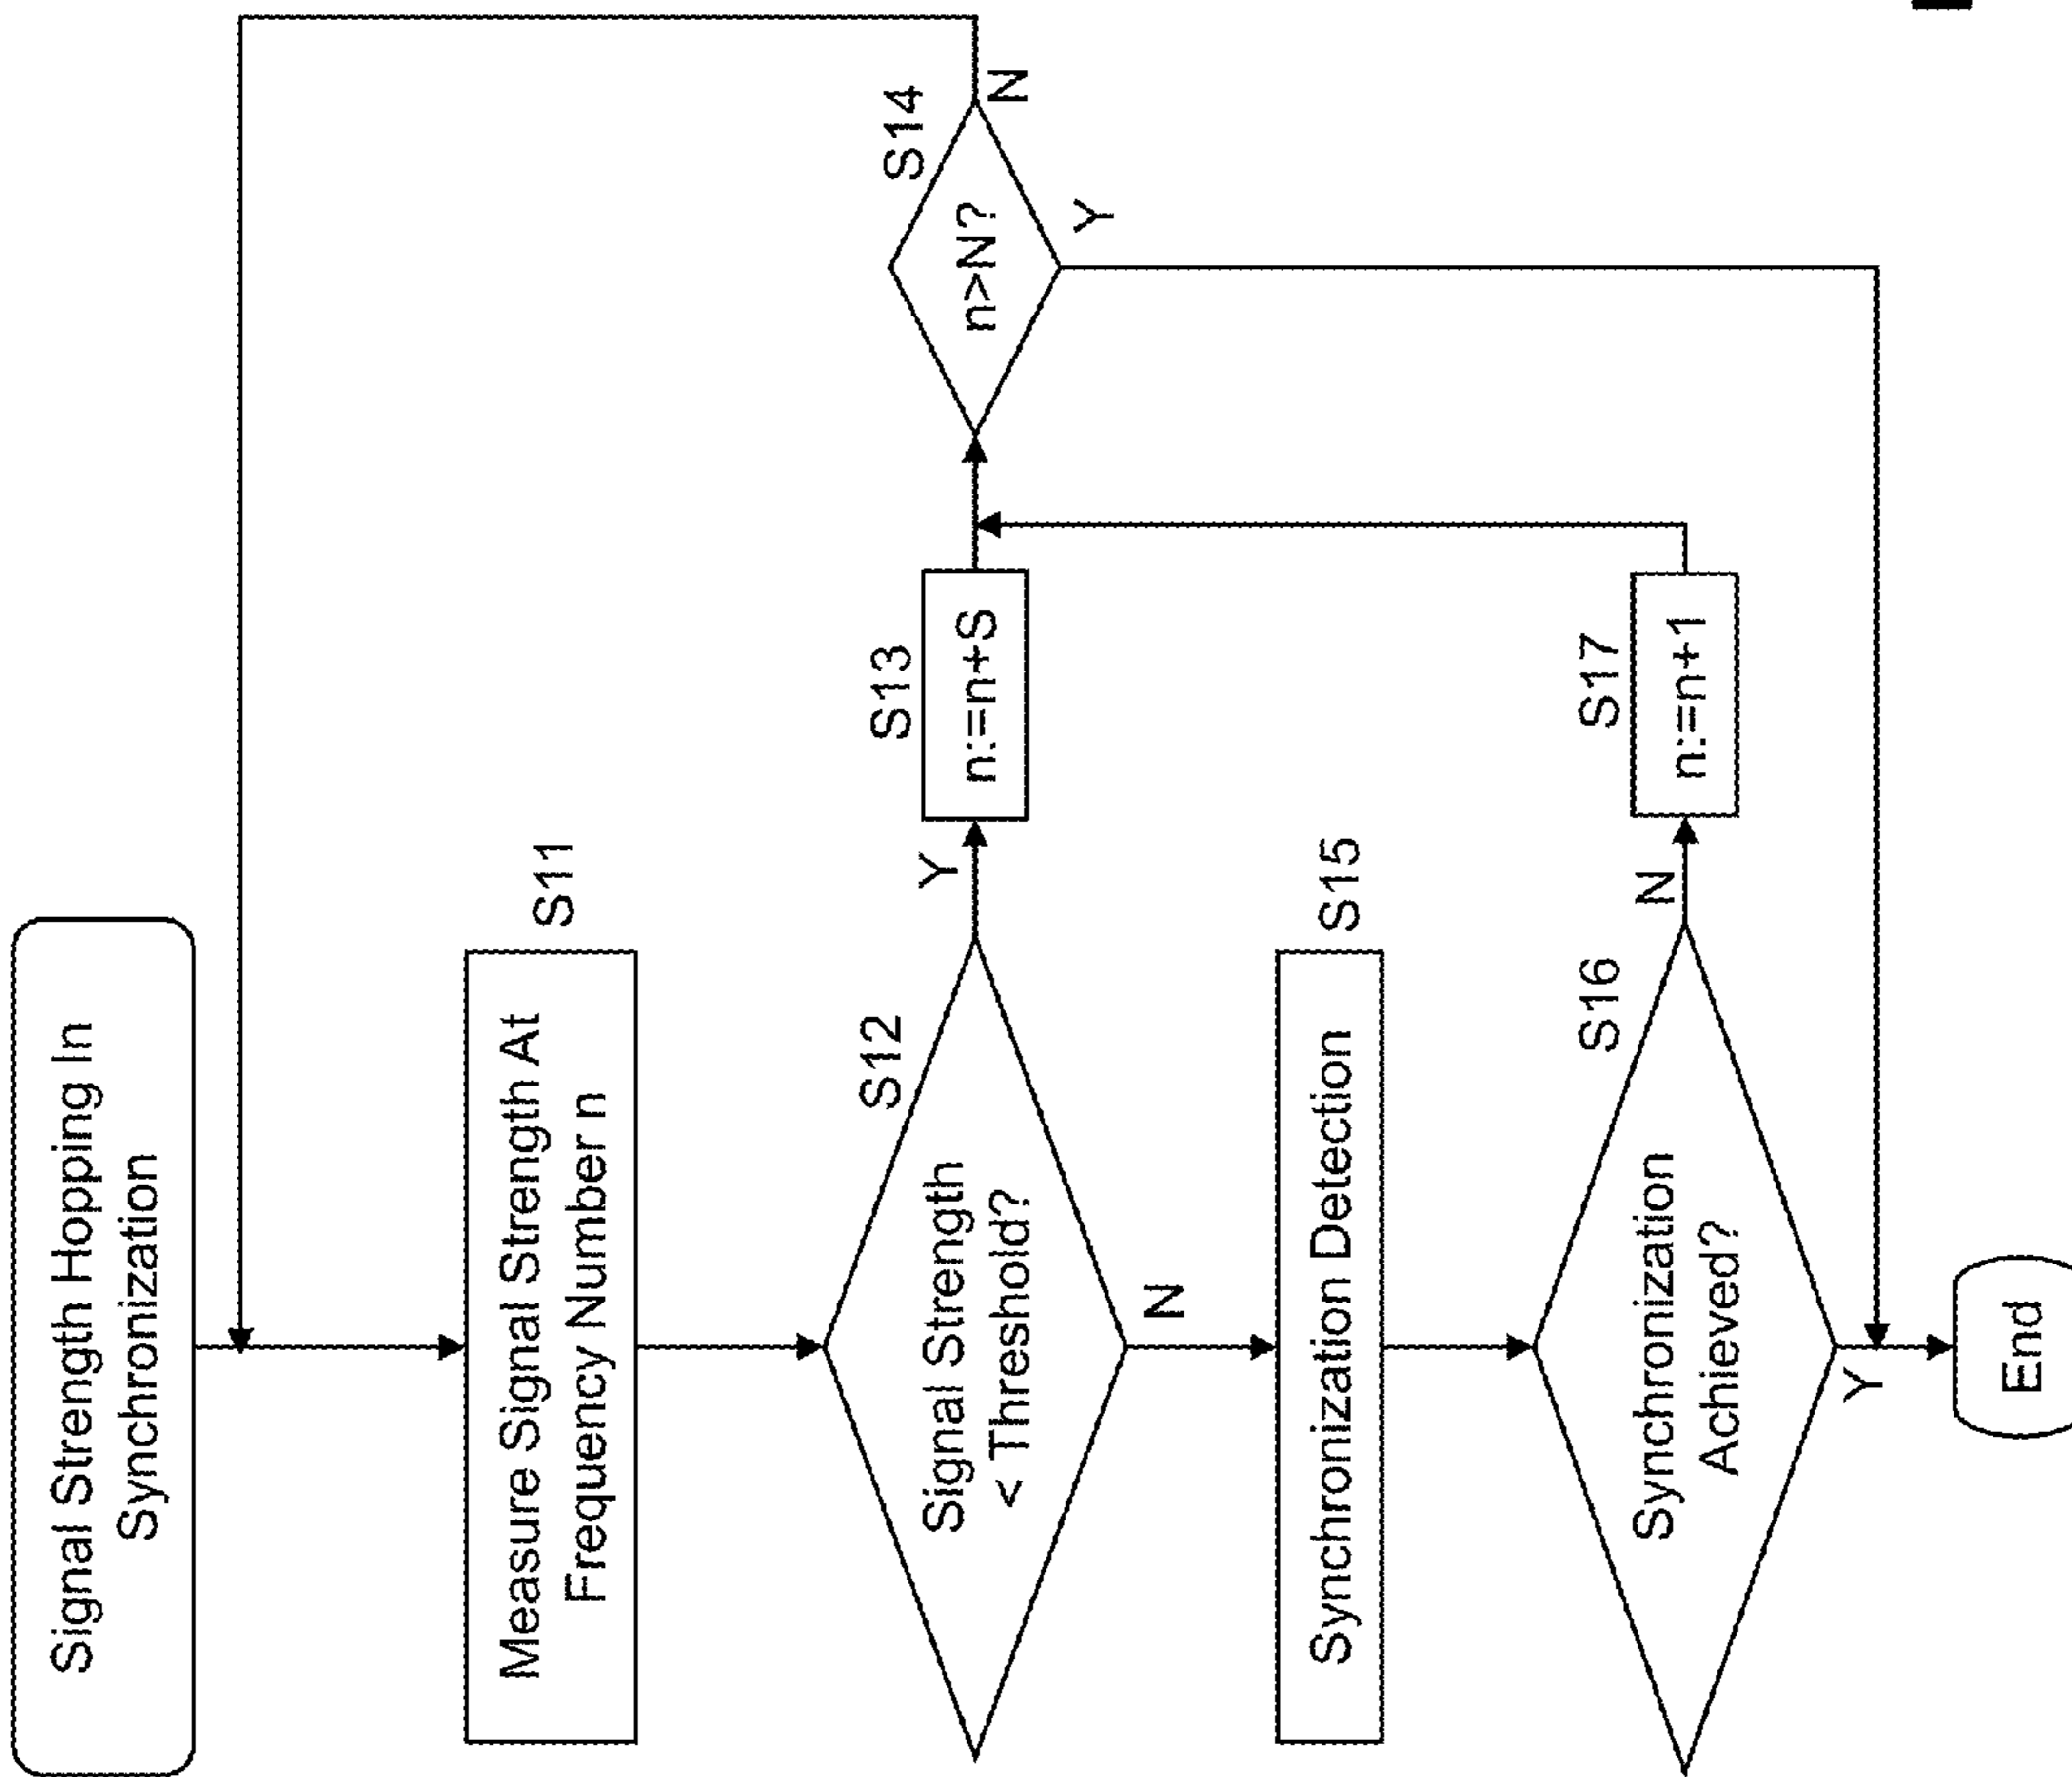 Signal Strength Hopping In
Synchronization
Measure Signal Strength At
Frequency Number n
S11
Signal Strength
< Threshold?
S12
Y
N
n:=n+S
S13
n>N?
S14
N
Y
Synchronization Detection
S15
Synchronization
Achieved?
S16
N
Y
n:=n+1
S17
End